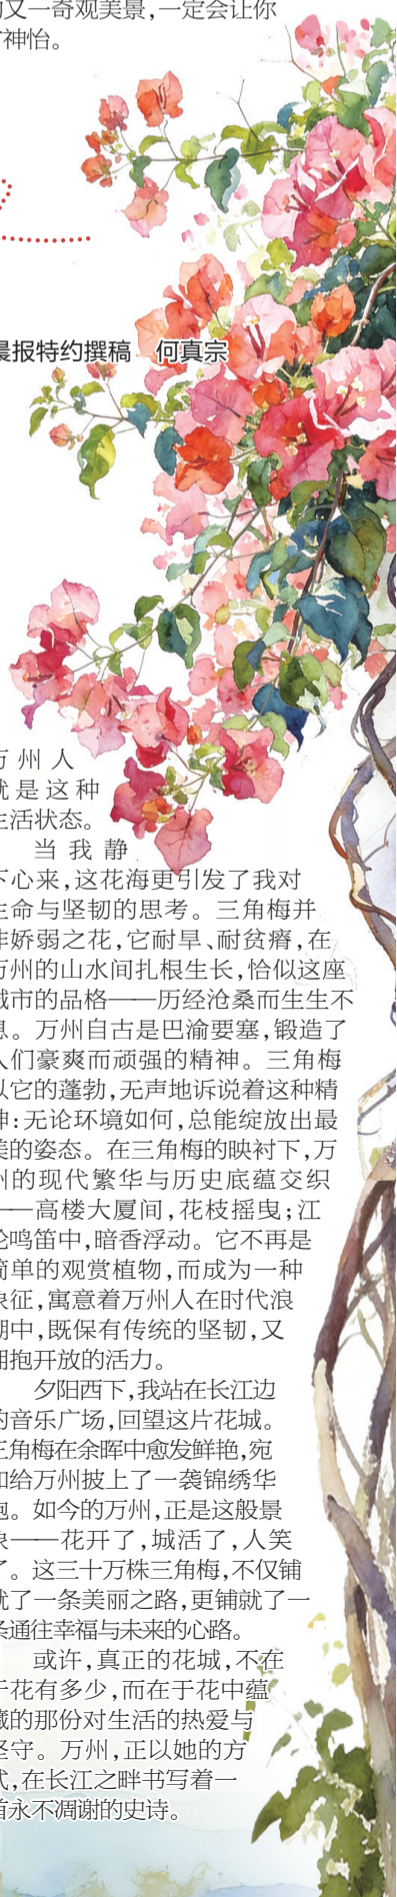 的又一奇观美景,一定会让你
神怡。
晨报特约撰稿 何真宗
万州人
就是这种
生活状态。
当我静
下心来,这花海更引发了我对
生命与坚韧的思考。三角梅并
非娇弱之花,它耐旱、耐贫瘠,在
万州的山水间扎根生长,恰似这座
城市的品格——历经沧桑而生生不
息。万州自古是巴渝要塞,锻造了
人们豪爽而顽强的精神。三角梅
以它的蓬勃,无声地诉说着这种精
神:无论环境如何,总能绽放出最
美的姿态。在三角梅的映衬下,万
州的现代繁华与历史底蕴交织
——高楼大厦间,花枝摇曳;江
轮鸣笛中,暗香浮动。它不再是
简单的观赏植物,而成为一种
象征,寓意着万州人在时代浪
潮中,既保有传统的坚韧,又
拥抱开放的活力。
夕阳西下,我站在长江边
的音乐广场,回望这片花城。
三角梅在余晖中愈发鲜艳,宛
如给万州披上了一袭锦绣华
袍。如今的万州,正是这般景
象——花开了,城活了,人笑
了。这三十万株三角梅,不仅铺
就了一条美丽之路,更铺就了一
条通往幸福与未来的心路。
或许,真正的花城,不在
于花有多少,而在于花中蕴
藏的那份对生活的热爱与
坚守。万州,正以她的方
式,在长江之畔书写着一
首永不凋谢的史诗。